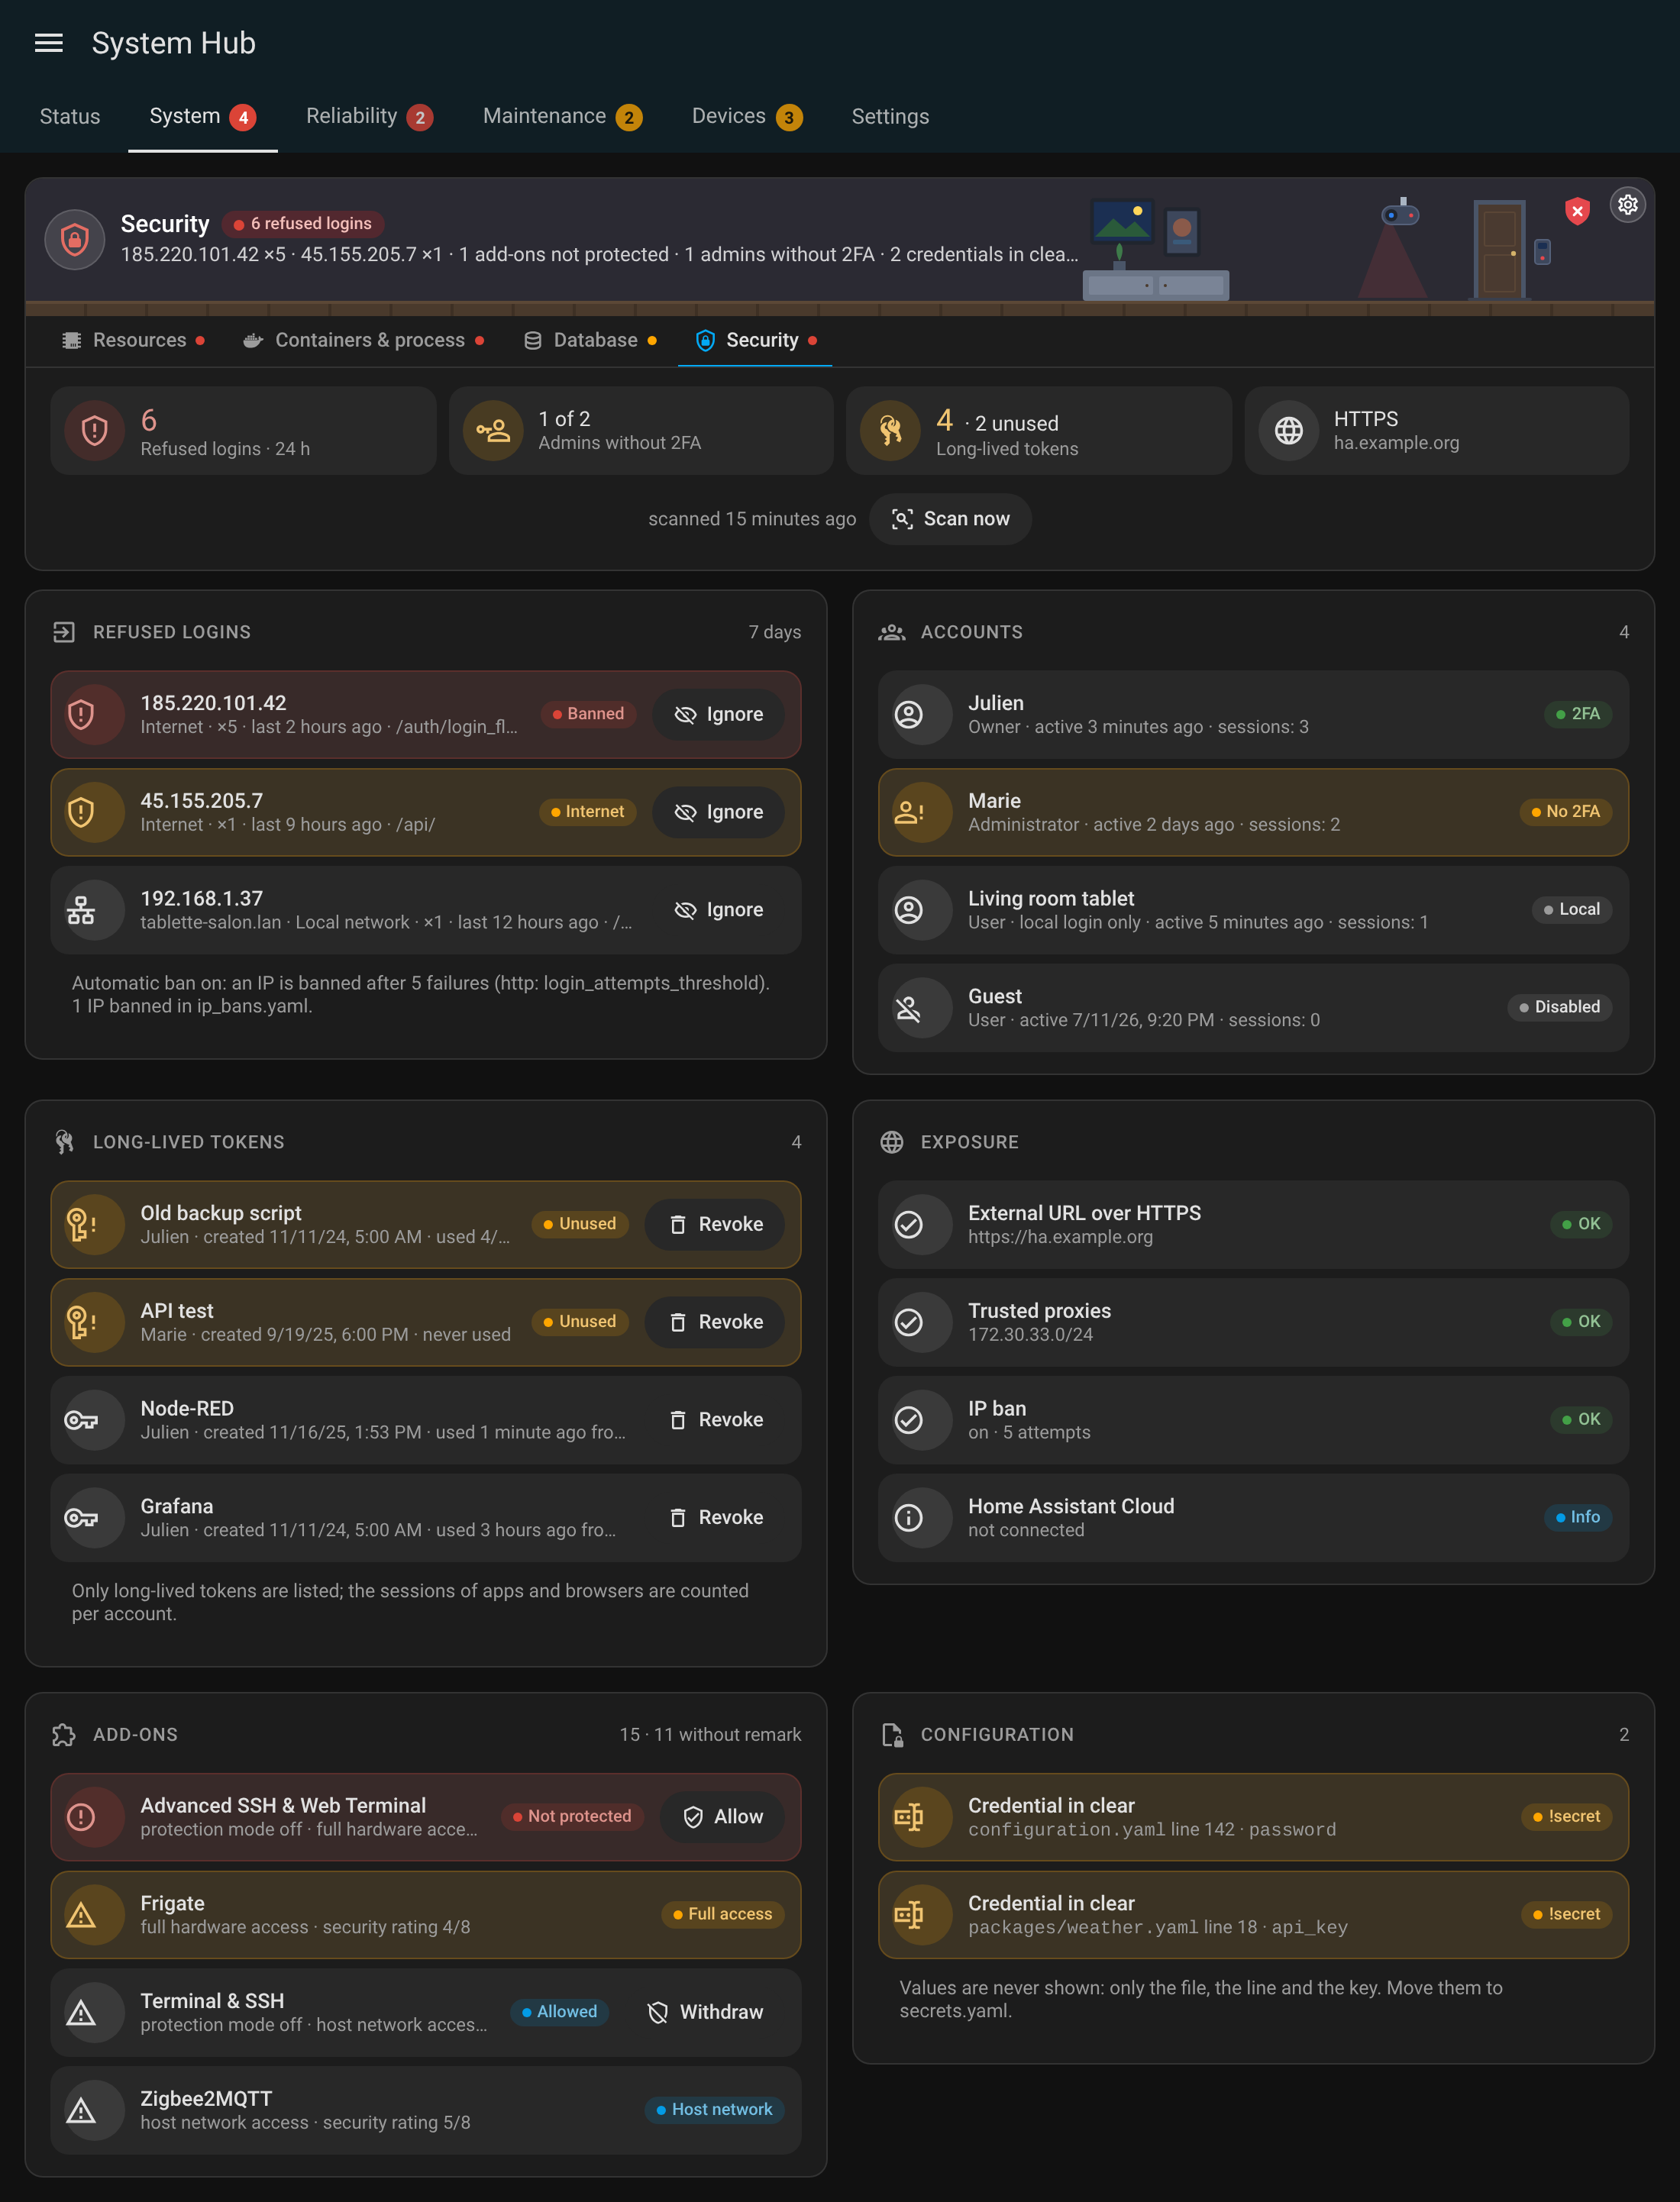 System Hub
Status
System 4
Reliability 2
Maintenance 2
Devices 3
Settings
Security
6 refused logins
185.220.101.42 ×5 · 45.155.205.7 ×1 · 1 add-ons not protected · 1 admins without 2FA · 2 credentials in clea…
Resources
Containers & process
Database
Security
6
Refused logins · 24 h
1 of 2
Admins without 2FA
4 · 2 unused
Long-lived tokens
HTTPS
ha.example.org
scanned 15 minutes ago
Scan now
REFUSED LOGINS
7 days
185.220.101.42
Internet · ×5 · last 2 hours ago · /auth/login_fl…
Banned
Ignore
45.155.205.7
Internet · ×1 · last 9 hours ago · /api/
Internet
Ignore
192.168.1.37
tablette-salon.lan · Local network · ×1 · last 12 hours ago · /…
Ignore
Automatic ban on: an IP is banned after 5 failures (http: login_attempts_threshold).
1 IP banned in ip_bans.yaml.
ACCOUNTS
4
Julien
Owner · active 3 minutes ago · sessions: 3
2FA
Marie
Administrator · active 2 days ago · sessions: 2
No 2FA
Living room tablet
User · local login only · active 5 minutes ago · sessions: 1
Local
Guest
User · active 7/11/26, 9:20 PM · sessions: 0
Disabled
LONG-LIVED TOKENS
4
Old backup script
Julien · created 11/11/24, 5:00 AM · used 4/…
Unused
Revoke
API test
Marie · created 9/19/25, 6:00 PM · never used
Unused
Revoke
Node-RED
Julien · created 11/16/25, 1:53 PM · used 1 minute ago fro…
Revoke
Grafana
Julien · created 11/11/24, 5:00 AM · used 3 hours ago fro…
Revoke
Only long-lived tokens are listed; the sessions of apps and browsers are counted
per account.
EXPOSURE
External URL over HTTPS
https://ha.example.org
OK
Trusted proxies
172.30.33.0/24
OK
IP ban
on · 5 attempts
OK
Home Assistant Cloud
not connected
Info
ADD-ONS
15 · 11 without remark
Advanced SSH & Web Terminal
protection mode off · full hardware acce…
Not protected
Allow
Frigate
full hardware access · security rating 4/8
Full access
Terminal & SSH
protection mode off · host network acces…
Allowed
Withdraw
Zigbee2MQTT
host network access · security rating 5/8
Host network
CONFIGURATION
2
Credential in clear
configuration.yaml line 142 · password
!secret
Credential in clear
packages/weather.yaml line 18 · api_key
!secret
Values are never shown: only the file, the line and the key. Move them to
secrets.yaml.